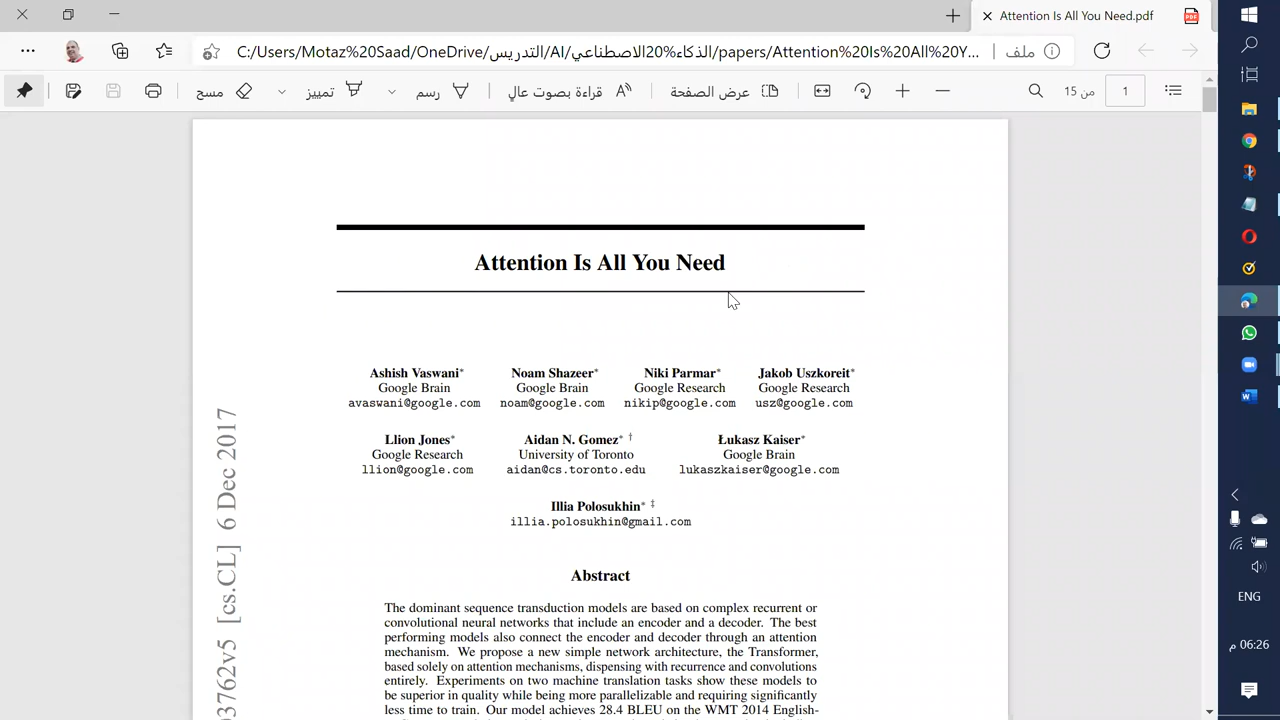 Attention Is All You Need.pdf
ملف
C:/Users/Motaz%20Saad/OneDrive/التدريس/AI/الذكاء%20الاصطناعي/papers/Attention%20Is%20All%20Y...
1
من 15
عرض الصفحة
قراءة بصوت عالٍ
رسم
تمييز
مسح
Attention Is All You Need
Ashish Vaswani*
Google Brain
avaswani@google.com
Noam Shazeer*
Google Brain
noam@google.com
Niki Parmar*
Google Research
nikip@google.com
Jakob Uszkoreit*
Google Research
usz@google.com
Llion Jones*
Google Research
llion@google.com
Aidan N. Gomez* †
University of Toronto
aidan@cs.toronto.edu
Łukasz Kaiser*
Google Brain
lukaszkaiser@google.com
Illia Polosukhin* ‡
illia.polosukhin@gmail.com
Abstract
The dominant sequence transduction models are based on complex recurrent or
convolutional neural networks that include an encoder and a decoder. The best
performing models also connect the encoder and decoder through an attention
mechanism. We propose a new simple network architecture, the Transformer,
based solely on attention mechanisms, dispensing with recurrence and convolutions
entirely. Experiments on two machine translation tasks show these models to
be superior in quality while being more parallelizable and requiring significantly
less time to train. Our model achieves 28.4 BLEU on the WMT 2014 English-
03762v5 [cs.CL] 6 Dec 2017
ENG
06:26 م